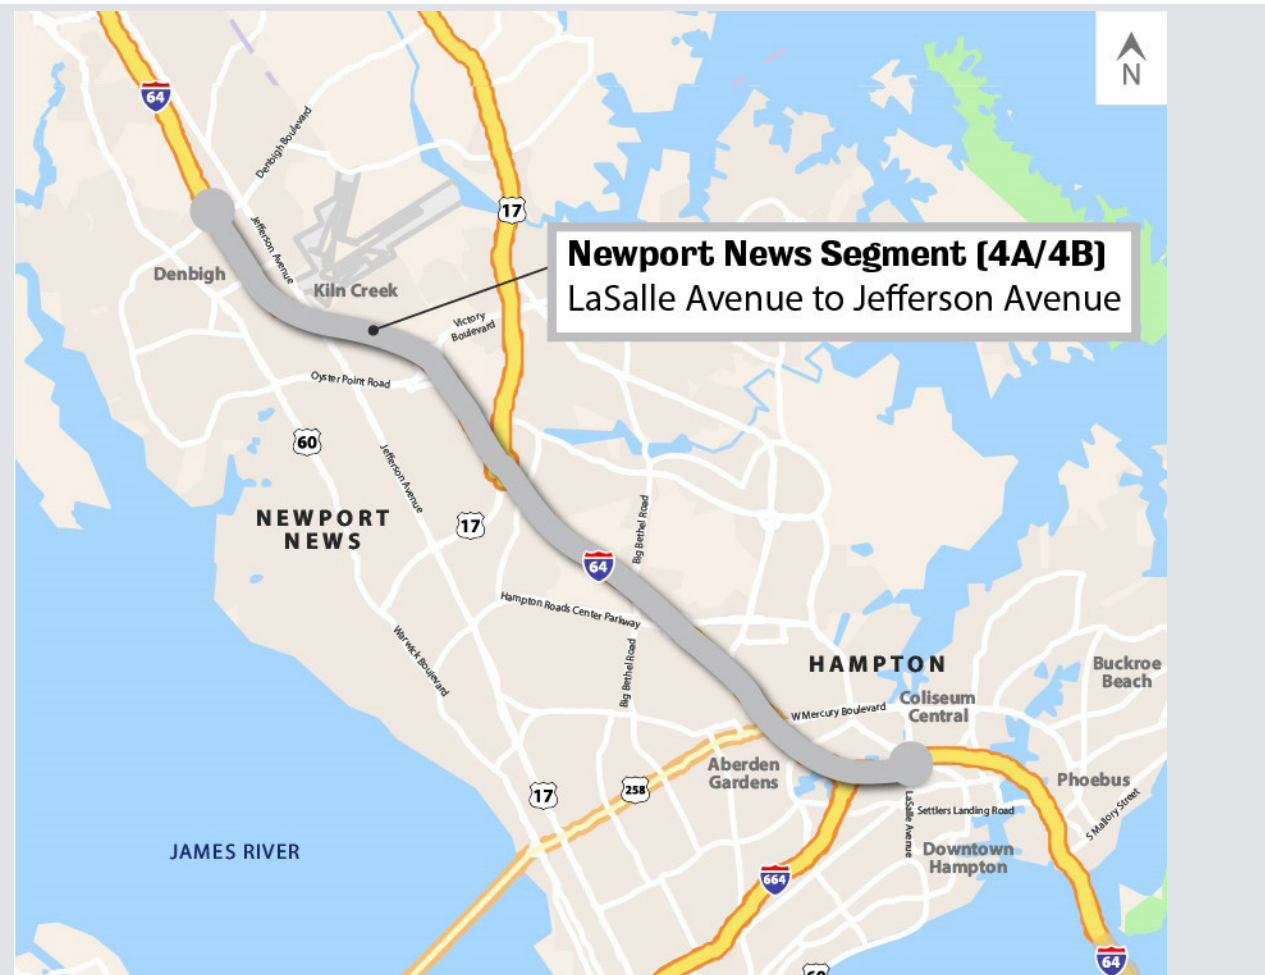 N
64
Denbigh Boulevard
17
Jefferson Avenue
Newport News Segment (4A/4B)
LaSalle Avenue to Jefferson Avenue
Denbigh
Kiln Creek
Victory
Boulevard
Oyster Point Road
60
Jefferson Avenue
NEWPORT
NEWS
17
Big Bethel Road
64
Hampton Roads Center Parkway
Warwick Boulevard
Big Bethel Road
HAMPTON
Buckroe
Beach
Coliseum
Central
W Mercury Boulevard
Aberden
Gardens
Phoebus
17
258
LaSalle Avenue
Settlers Landing Road
S Mallory Street
JAMES RIVER
Downtown
Hampton
664
64
60